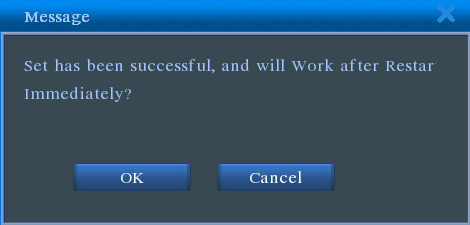 Message
Set has been successful, and will Work after Restar
Immediately?
OK
Cancel